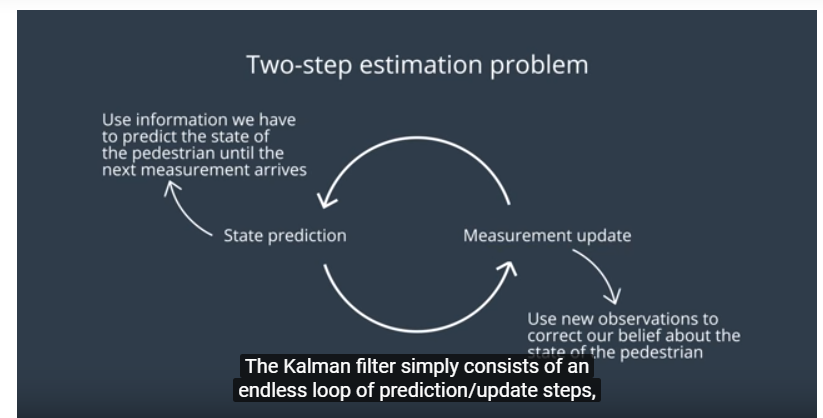 Two-step estimation problem
Use information we have
to predict the state of
the pedestrian until the
next measurement arrives
State prediction
Measurement update
Use new observations to
correct our belief about the
state of the pedestrian
The Kalman filter simply consists of an
endless loop of prediction/update steps,